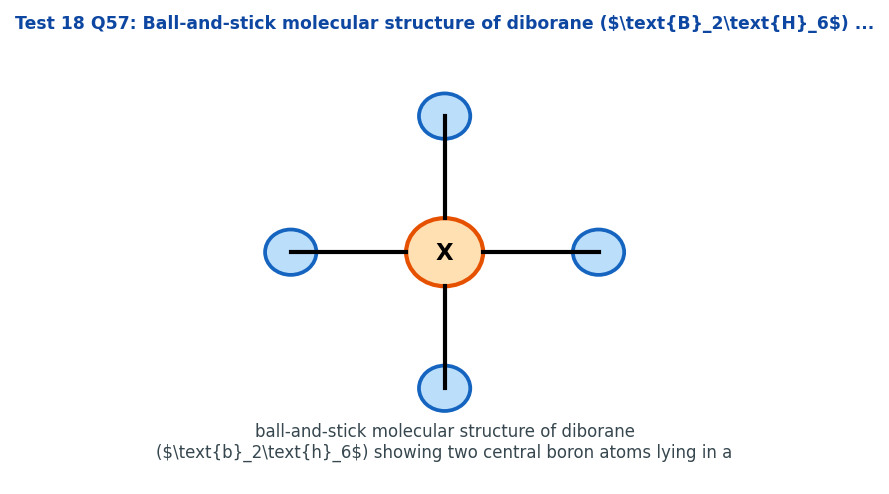 Test 18 Q57: Ball-and-stick molecular structure of diborane ($\text{B}_2\text{H}_6$) ...
X
ball-and-stick molecular structure of diborane
($\text{b}_2\text{h}_6$) showing two central boron atoms lying in a